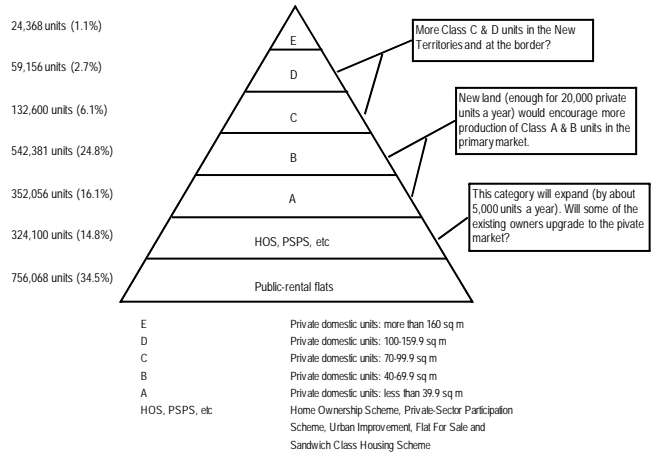 24,368 units (1.1%)
E
More Class C & D units in the New
Territories and at the border?
59,156 units (2.7%)
D
132,600 units (6.1%)
C
New land (enough for 20,000 private
units a year) would encourage more
production of Class A & B units in the
primary market.
542,381 units (24.8%)
B
352,056 units (16.1%)
A
This category will expand (by about
5,000 units a year). Will some of the
existing owners upgrade to the pivate
market?
324,100 units (14.8%)
HOS, PSPS, etc
756,068 units (34.5%)
Public-rental flats
E Private domestic units: more than 160 sq m
D Private domestic units: 100-159.9 sq m
C Private domestic units: 70-99.9 sq m
B Private domestic units: 40-69.9 sq m
A Private domestic units: less than 39.9 sq m
HOS, PSPS, etc Home Ownership Scheme, Private-Sector Participation
Scheme, Urban Improvement, Flat For Sale and
Sandwich Class Housing Scheme